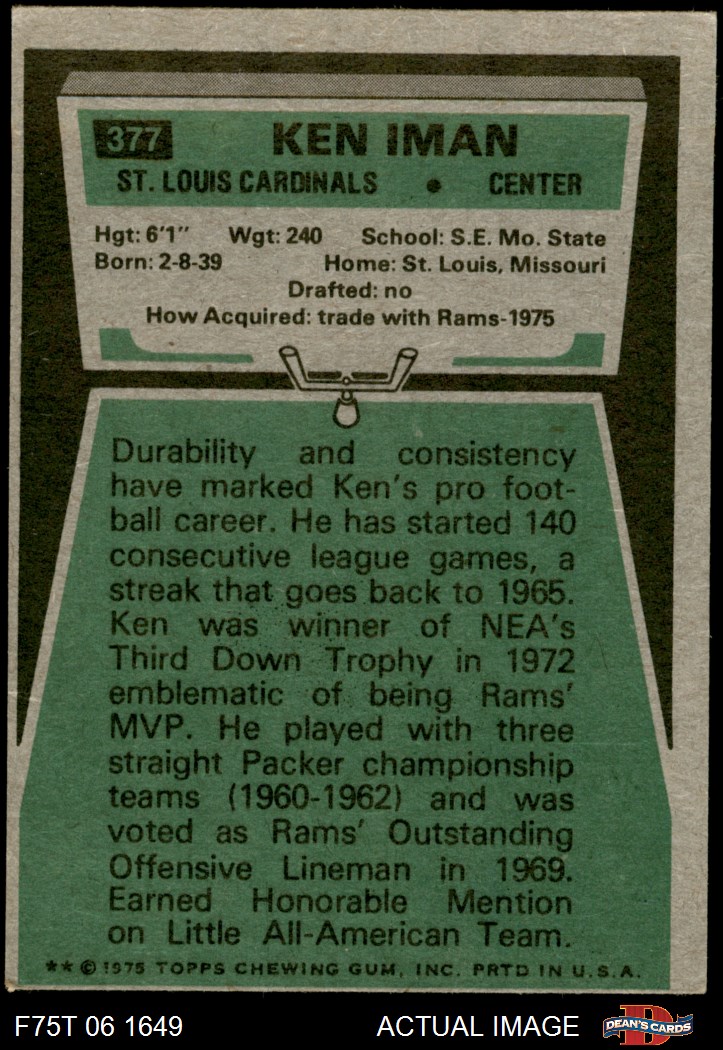 377 KEN IMAN
ST. LOUIS CARDINALS • CENTER
Hgt: 6'1" Wgt: 240 School: S.E. Mo. State
Born: 2-8-39 Home: St. Louis, Missouri
Drafted: no
How Acquired: trade with Rams-1975
Durability and consistency
have marked Ken's pro foot-
ball career. He has started 140
consecutive league games, a
streak that goes back to 1965.
Ken was winner of NEA's
Third Down Trophy in 1972
emblematic of being Rams'
MVP. He played with three
straight Packer championship
teams (1960-1962) and was
voted as Rams' Outstanding
Offensive Lineman in 1969.
Earned Honorable Mention
on Little All-American Team.
**©1975 TOPPS CHEWING GUM, INC. PRTD IN U.S.A.
F75T 06 1649 ACTUAL IMAGE D DEAN'S CARDS